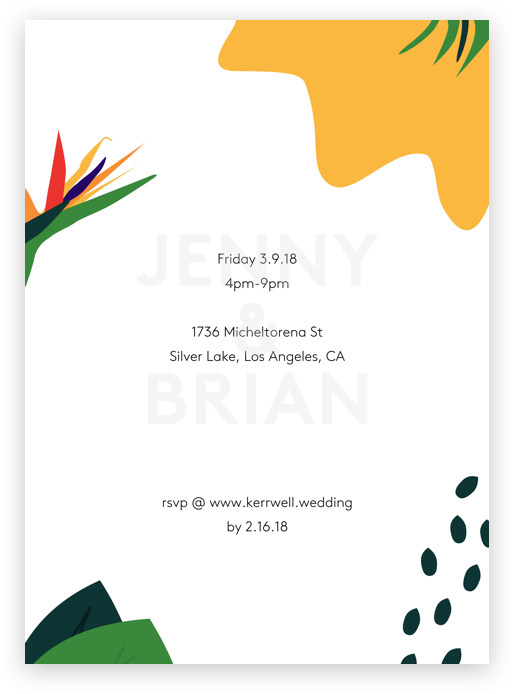 JENNY
Friday 3.9.18
4pm-9pm
&
1736 Micheltorena St
Silver Lake, Los Angeles, CA
BRIAN
rsvp @ www.kerrwell.wedding
by 2.16.18